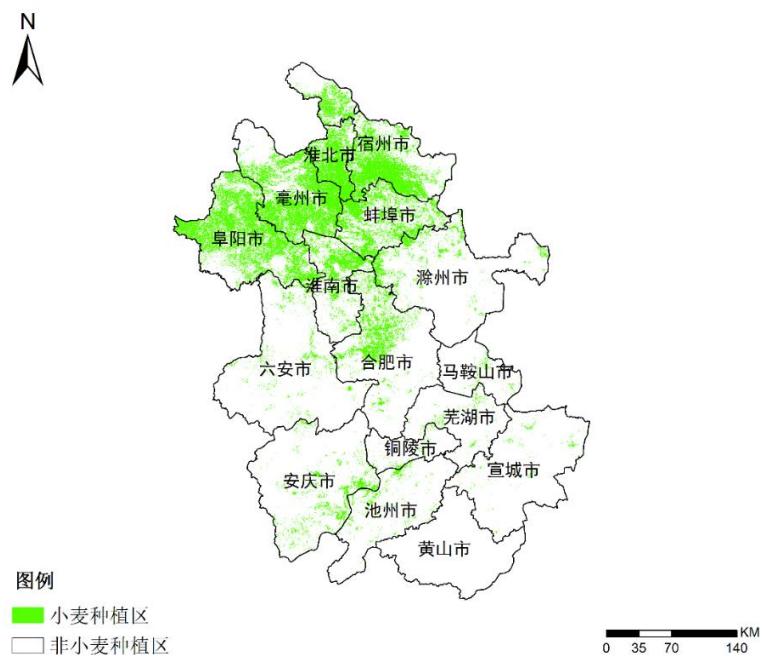 N
宿州市
淮北市
亳州市
蚌埠市
阜阳市
滁州市
淮南市
六安市
合肥市
马鞍山市
芜湖市
铜陵市
宣城市
安庆市
池州市
黄山市
图例
小麦种植区
非小麦种植区
KM
0 35 70 140